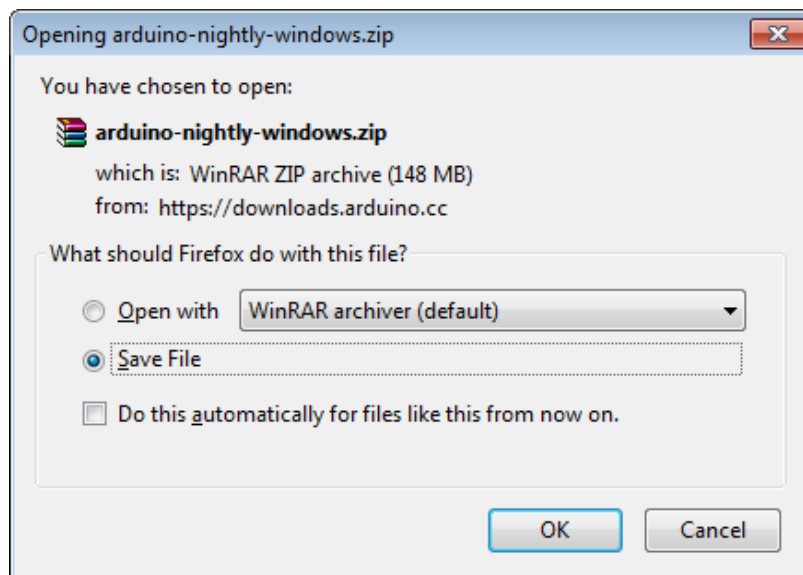 Opening arduino-nightly-windows.zip
You have chosen to open:
arduino-nightly-windows.zip
which is: WinRAR ZIP archive (148 MB)
from: https://downloads.arduino.cc
What should Firefox do with this file?
Open with WinRAR archiver (default)
Save File
Do this automatically for files like this from now on.
OK Cancel